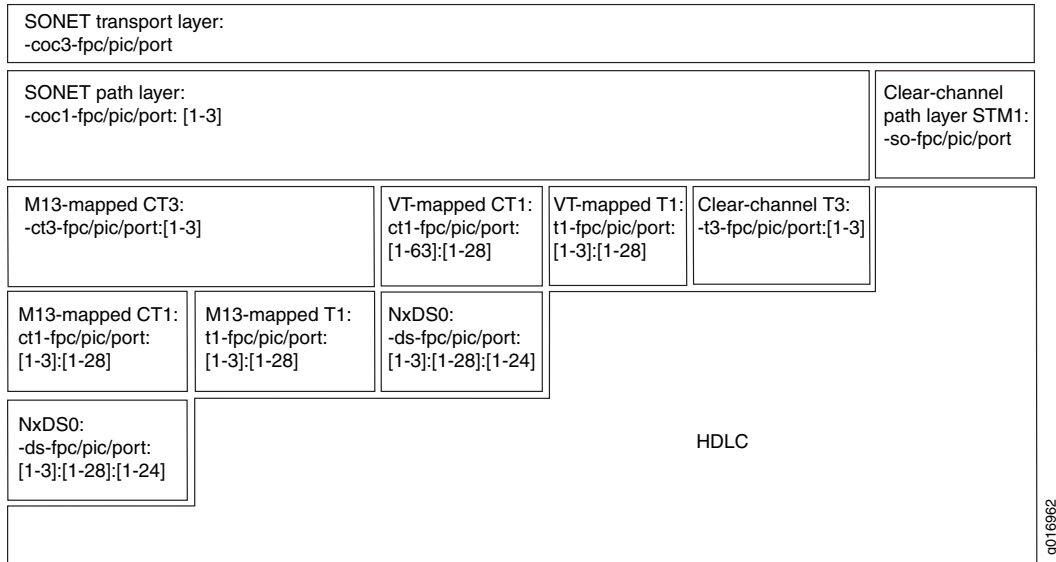 SONET transport layer:
-coc3-fpc/pic/port
SONET path layer:
-coc1-fpc/pic/port: [1-3]
Clear-channel
path layer STM1:
-so-fpc/pic/port
M13-mapped CT3:
-ct3-fpc/pic/port:[1-3]
VT-mapped CT1:
ct1-fpc/pic/port:
[1-63]:[1-28]
VT-mapped T1:
t1-fpc/pic/port:
[1-3]:[1-28]
Clear-channel T3:
-t3-fpc/pic/port:[1-3]
M13-mapped CT1:
ct1-fpc/pic/port:
[1-3]:[1-28]
M13-mapped T1:
t1-fpc/pic/port:
[1-3]:[1-28]
NxDS0:
-ds-fpc/pic/port:
[1-3]:[1-28]:[1-24]
NxDS0:
-ds-fpc/pic/port:
[1-3]:[1-28]:[1-24]
HDLC
g016962